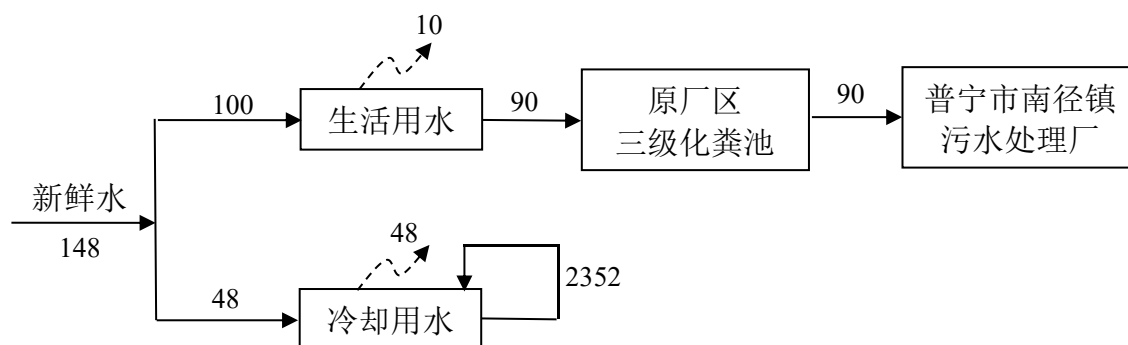 10
100
生活用水
90
原厂区
三级化粪池
90
普宁市南径镇
污水处理厂
新鲜水
148
48
48
冷却用水
2352